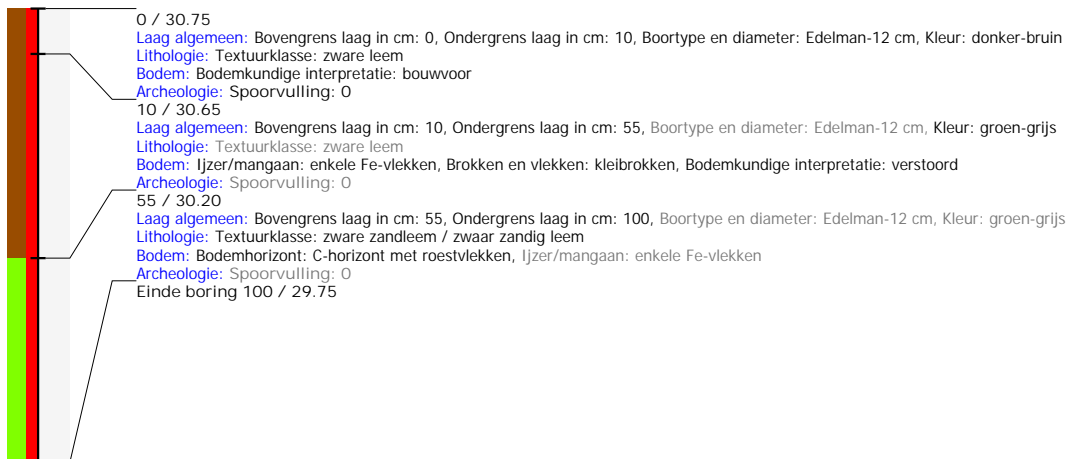 0 / 30.75
Laag algemeen: Bovengrens laag in cm: 0, Ondergrens laag in cm: 10, Boortype en diameter: Edelman-12 cm, Kleur: donker-bruin
Lithologie: Textuurklasse: zware leem
Bodem: Bodemkundige interpretatie: bouwvoor
Archeologie: Spoorvulling: 0
10 / 30.65
Laag algemeen: Bovengrens laag in cm: 10, Ondergrens laag in cm: 55, Boortype en diameter: Edelman-12 cm, Kleur: groen-grijs
Lithologie: Textuurklasse: zware leem
Bodem: Ijzer/mangaan: enkele Fe-vlekken, Brokken en vlekken: kleibrokken, Bodemkundige interpretatie: verstoord
Archeologie: Spoorvulling: 0
55 / 30.20
Laag algemeen: Bovengrens laag in cm: 55, Ondergrens laag in cm: 100, Boortype en diameter: Edelman-12 cm, Kleur: groen-grijs
Lithologie: Textuurklasse: zware zandleem / zwaar zandig leem
Bodem: Bodemhorizont: C-horizont met roestvlekken, Ijzer/mangaan: enkele Fe-vlekken
Archeologie: Spoorvulling: 0
Einde boring 100 / 29.75